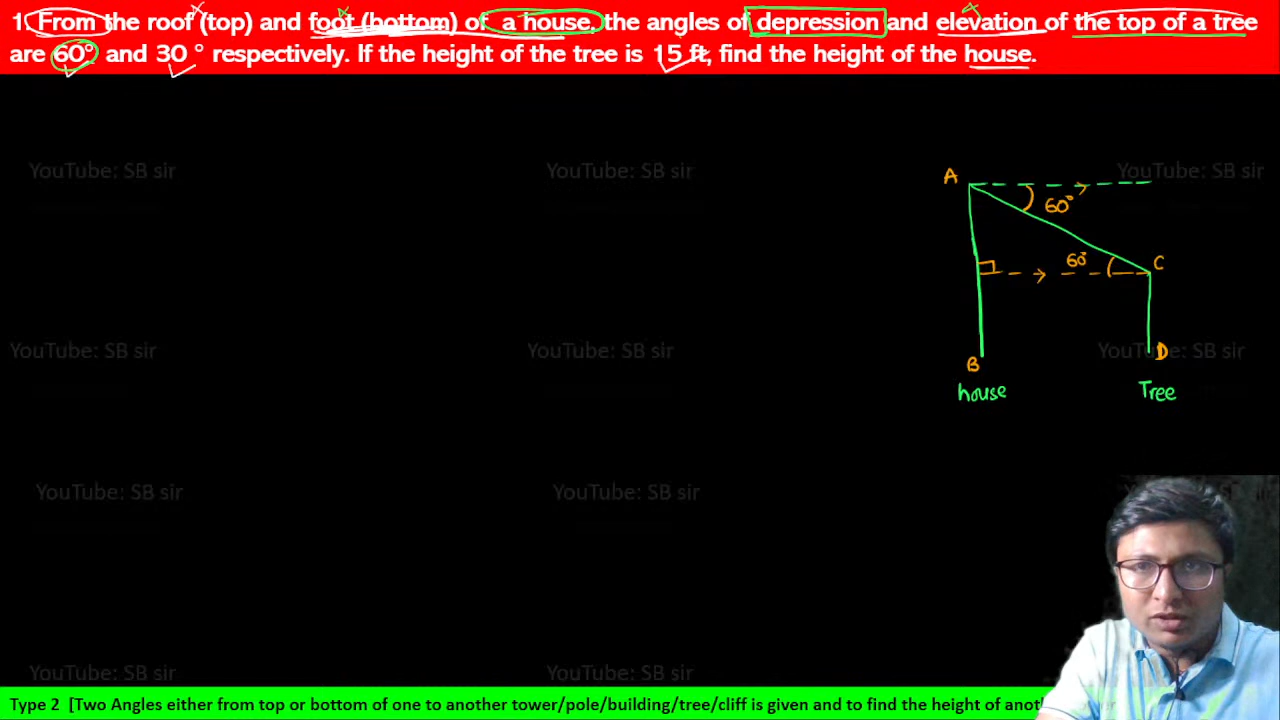 1. From the roof (top) and foot (bottom) of a house, the angles of depression and elevation of the top of a tree
are 60° and 30 ° respectively. If the height of the tree is 15 ft, find the height of the house.
YouTube: SB sir YouTube: SB sir YouTube: SB sir
A
60°
60°
C
YouTube: SB sir YouTube: SB sir YouTube: SB sir
B
D
house
Tree
YouTube: SB sir YouTube: SB sir
YouTube: SB sir YouTube: SB sir
Type 2 [Two Angles either from top or bottom of one to another tower/pole/building/tree/cliff is given and to find the height of